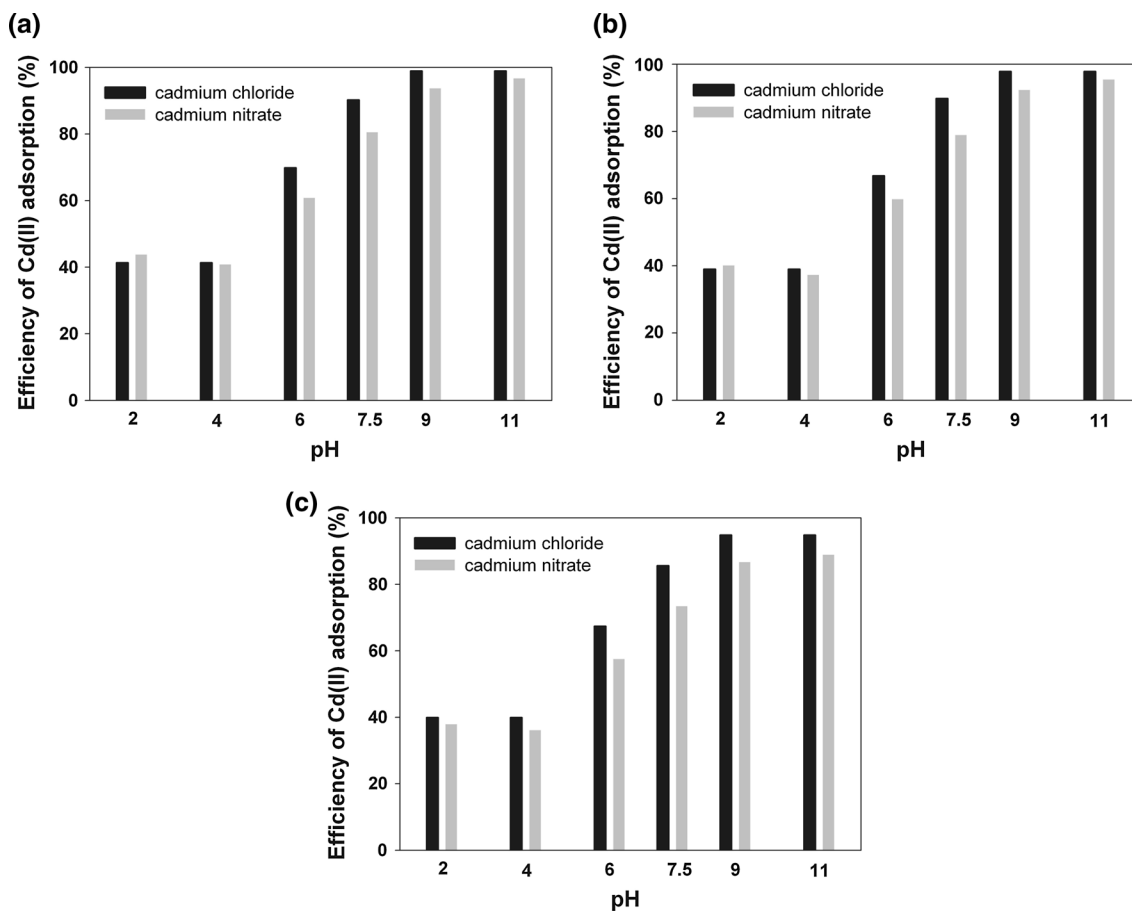 (a)
Efficiency of Cd(II) adsorption (%)
100
80
60
40
20
0
cadmium chloride
cadmium nitrate
2 4 6 7.5 9 11
pH
(b)
Efficiency of Cd(II) adsorption (%)
100
80
60
40
20
0
cadmium chloride
cadmium nitrate
2 4 6 7.5 9 11
pH
(c)
Efficiency of Cd(II) adsorption (%)
100
80
60
40
20
0
cadmium chloride
cadmium nitrate
2 4 6 7.5 9 11
pH